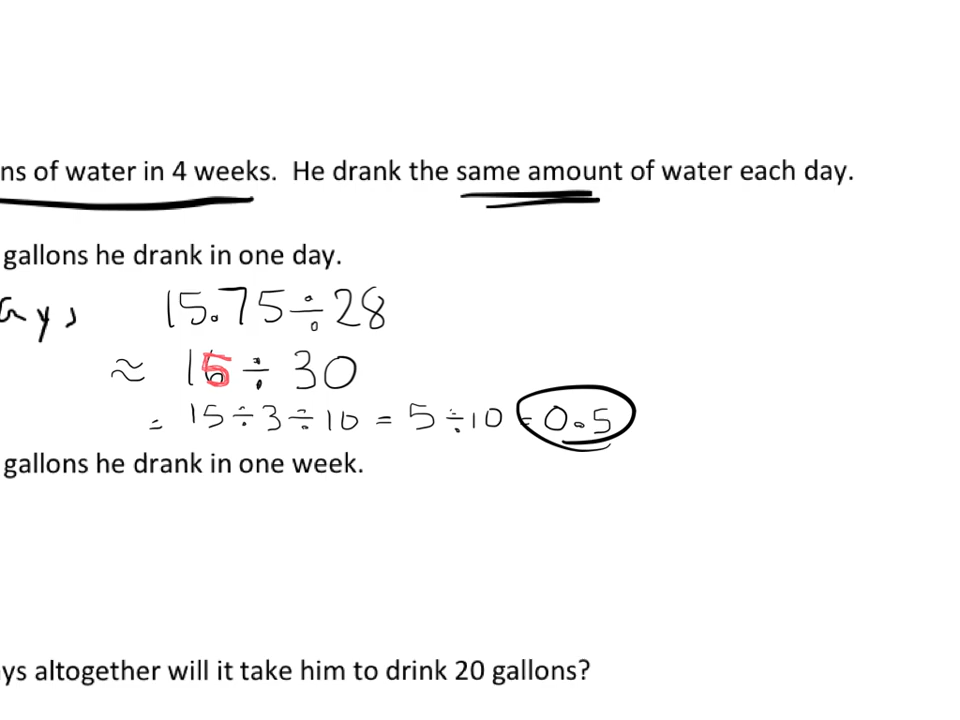 ns of water in 4 weeks. He drank the same amount of water each day.
gallons he drank in one day.
ays 15.75÷28
≈ 15÷30
= 15÷3÷10 = 5÷10 = 0.5
gallons he drank in one week.
ys altogether will it take him to drink 20 gallons?